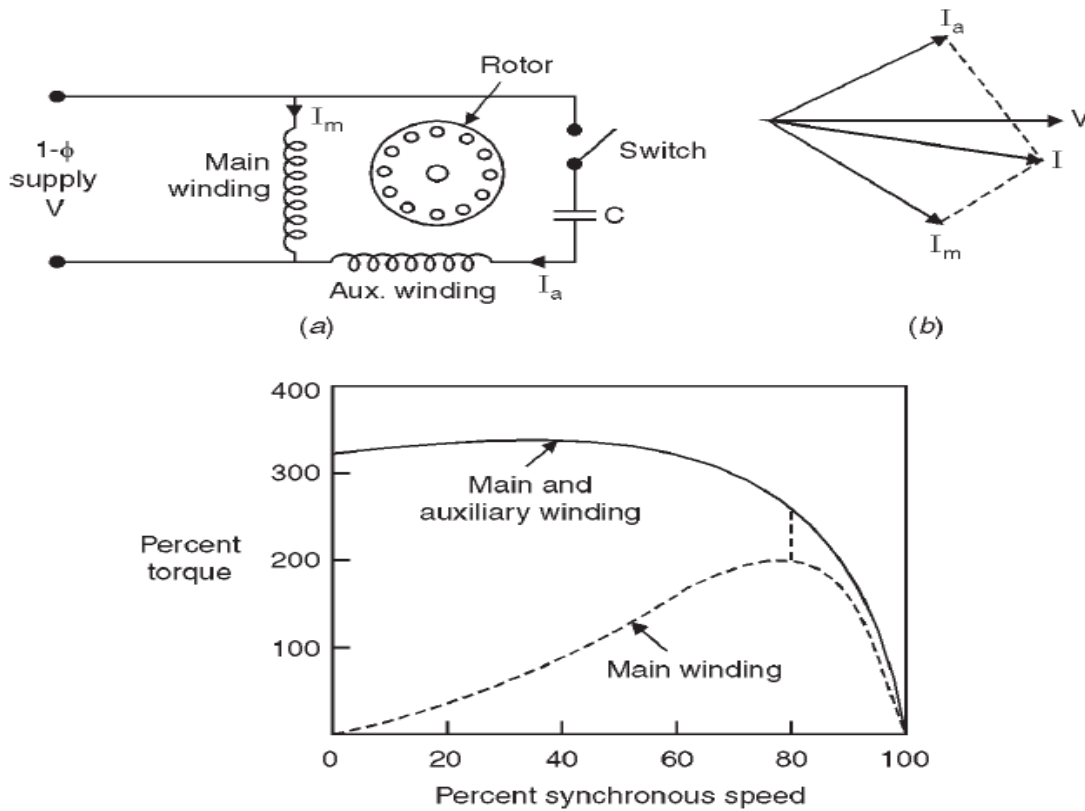 Rotor
I_m
1-ϕ
supply
V
Main
winding
Switch
C
Aux. winding
I_a
(a)
I_a
V
I
I_m
(b)
400
300
200
100
Percent
torque
Main and
auxiliary winding
Main winding
0 20 40 60 80 100
Percent synchronous speed